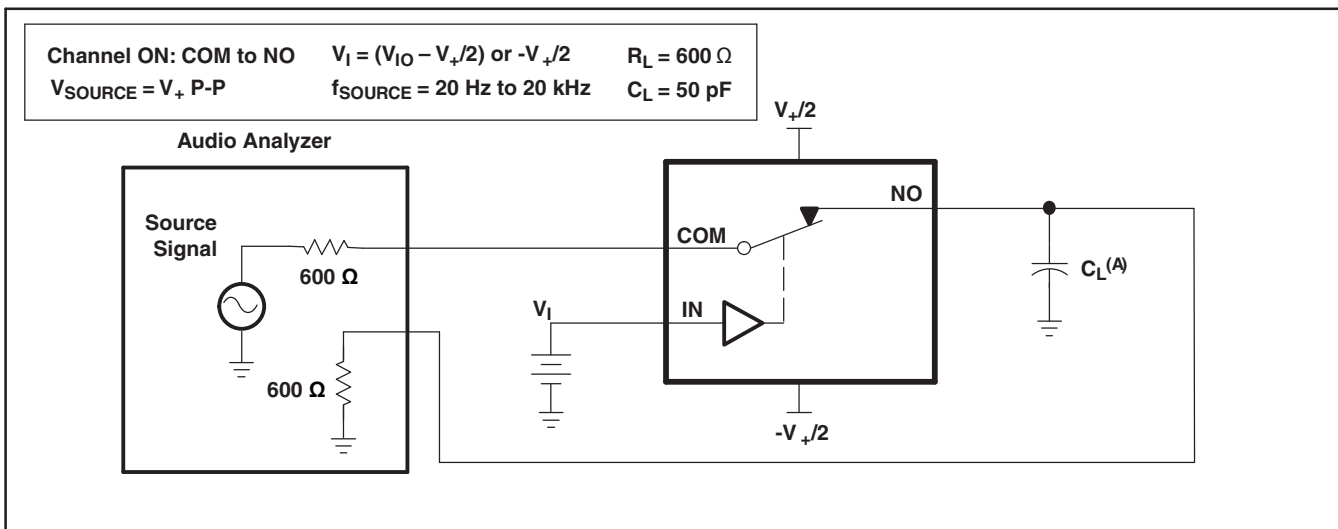 Channel ON: COM to NO V_I = (V_IO – V_+/2) or -V_+/2 R_L = 600 Ω
V_SOURCE = V_+ P-P f_SOURCE = 20 Hz to 20 kHz C_L = 50 pF
V_+/2
Audio Analyzer
NO
Source
Signal
COM
600 Ω
C_L^(A)
V_I
IN
600 Ω
-V_+/2